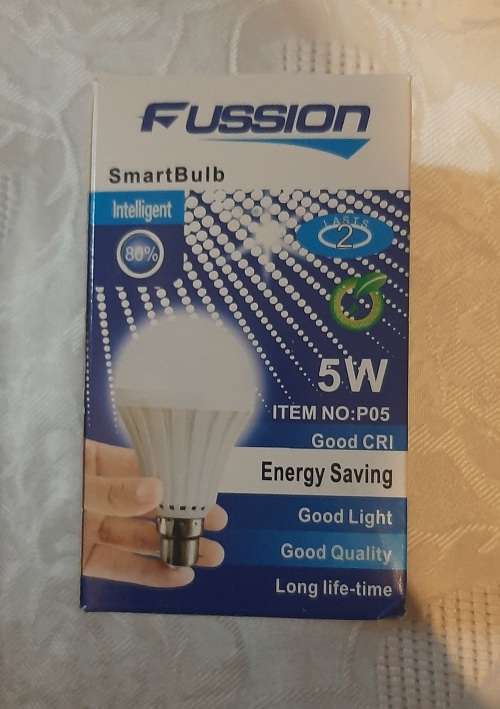 FUSSION
SmartBulb
Intelligent
80%
LASTS
2
5W
ITEM NO:P05
Good CRI
Energy Saving
Good Light
Good Quality
Long life-time